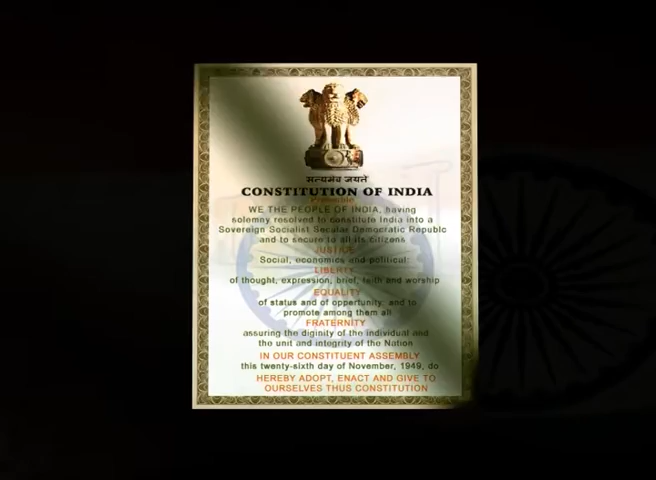 सत्यमेव जयते
CONSTITUTION OF INDIA
Preamble
WE THE PEOPLE OF INDIA, having
solemny resolved to constitute India into a
Sovereign Socialist Secular Democratic Republc
and to secure to all its citizens
JUSTICE
Social, economics and political;
LIBERTY
of thought, expression, brief, faith and worship
EQUALITY
of status and of opportunity, and to
promote among them all
FRATERNITY
assuring the diginity of the individual and
the unit and integrity of the Nation
IN OUR CONSTITUENT ASSEMBLY
this twenty-sixth day of November, 1949, do
HEREBY ADOPT, ENACT AND GIVE TO
OURSELVES THUS CONSTITUTION